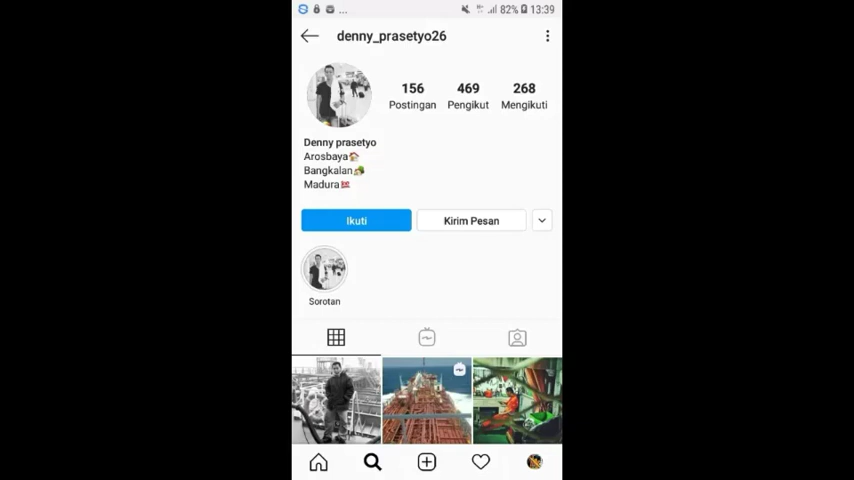 ... 82% 13:39
denny_prasetyo26
156 469 268
Postingan Pengikut Mengikuti
Denny prasetyo
Arosbaya
Bangkalan
Madura
Ikuti Kirim Pesan
Sorotan